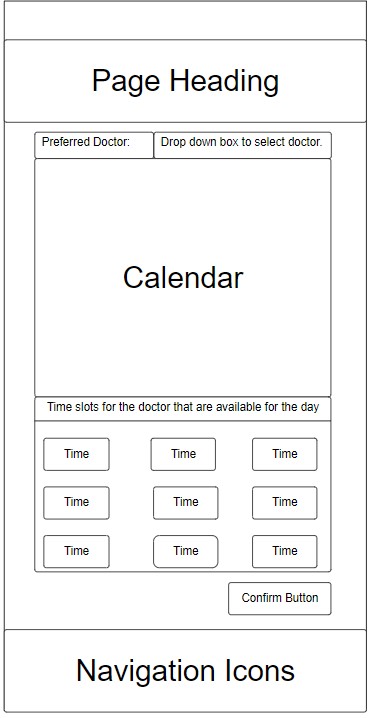 Page Heading
Preferred Doctor: Drop down box to select doctor.
Calendar
Time slots for the doctor that are available for the day
Time Time Time
Time Time Time
Time Time Time
Confirm Button
Navigation Icons